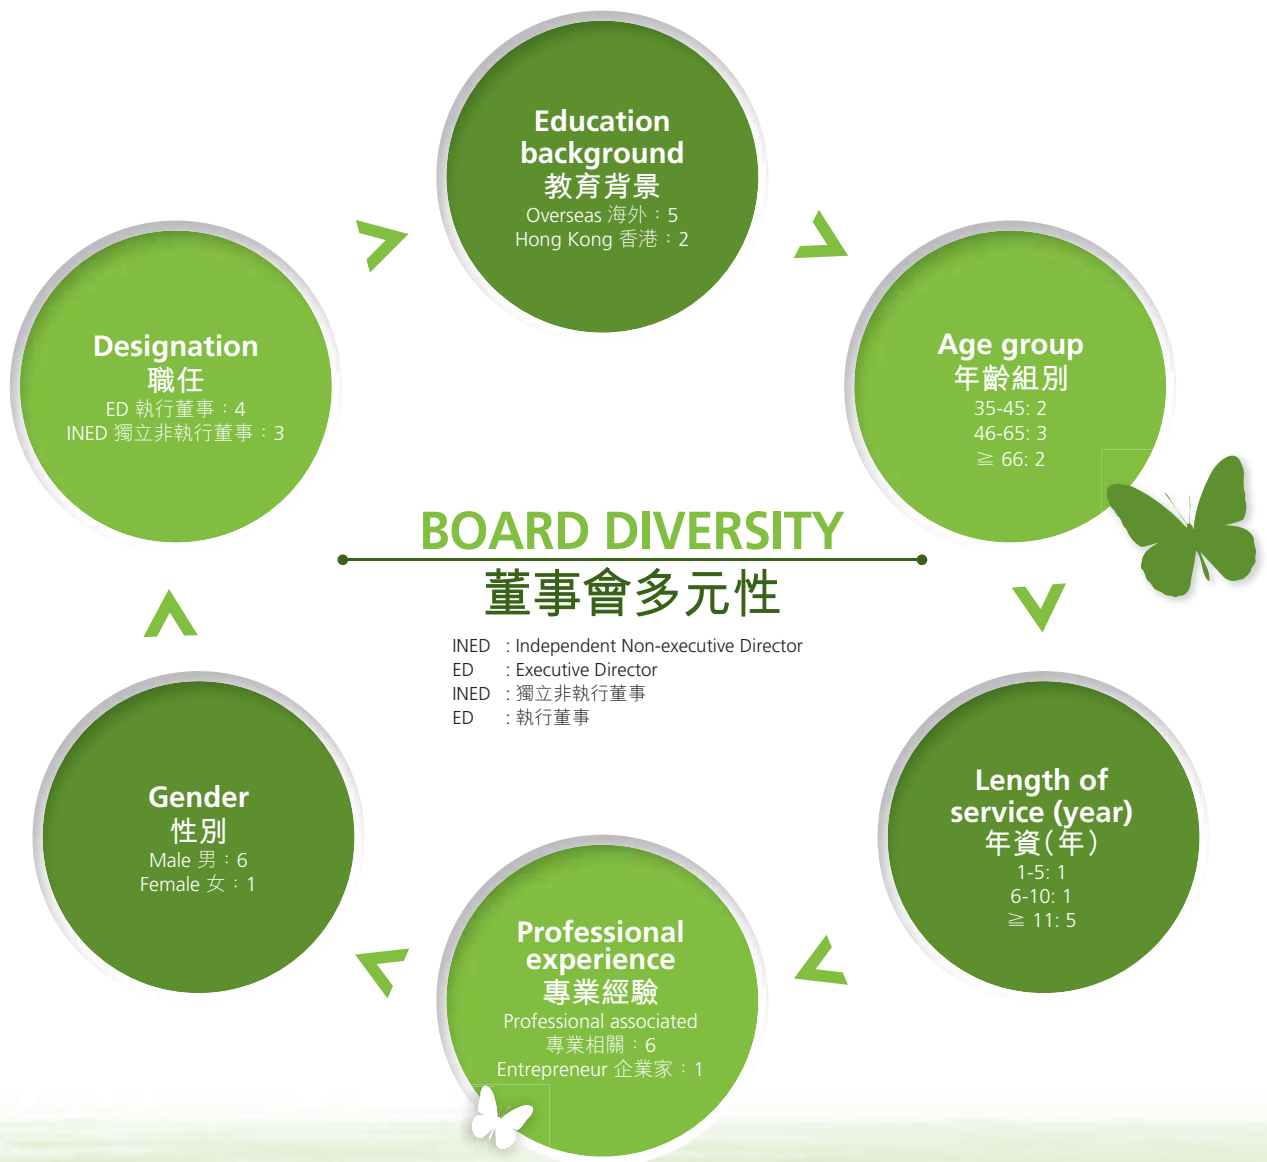 Education
background
教育背景
Overseas 海外：5
Hong Kong 香港：2
Designation
職任
ED 執行董事：4
INED 獨立非執行董事：3
Age group
年齡組別
35-45: 2
46-65: 3
≧ 66: 2
BOARD DIVERSITY
董事會多元性
INED : Independent Non-executive Director
ED : Executive Director
INED : 獨立非執行董事
ED : 執行董事
Gender
性別
Male 男：6
Female 女：1
Length of
service (year)
年資(年)
1-5: 1
6-10: 1
≧ 11: 5
Professional
experience
專業經驗
Professional associated
專業相關：6
Entrepreneur 企業家：1